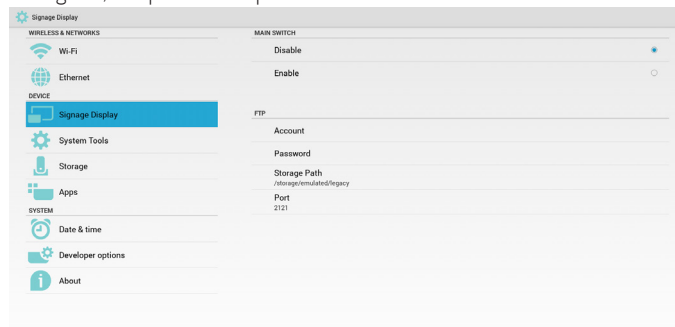 Signage Display
WIRELESS & NETWORKS
Wi-Fi
Ethernet
DEVICE
Signage Display
System Tools
Storage
Apps
SYSTEM
Date & time
Developer options
About
MAIN SWITCH
Disable
Enable
FTP
Account
Password
Storage Path
/storage/emulated/legacy
Port
2121